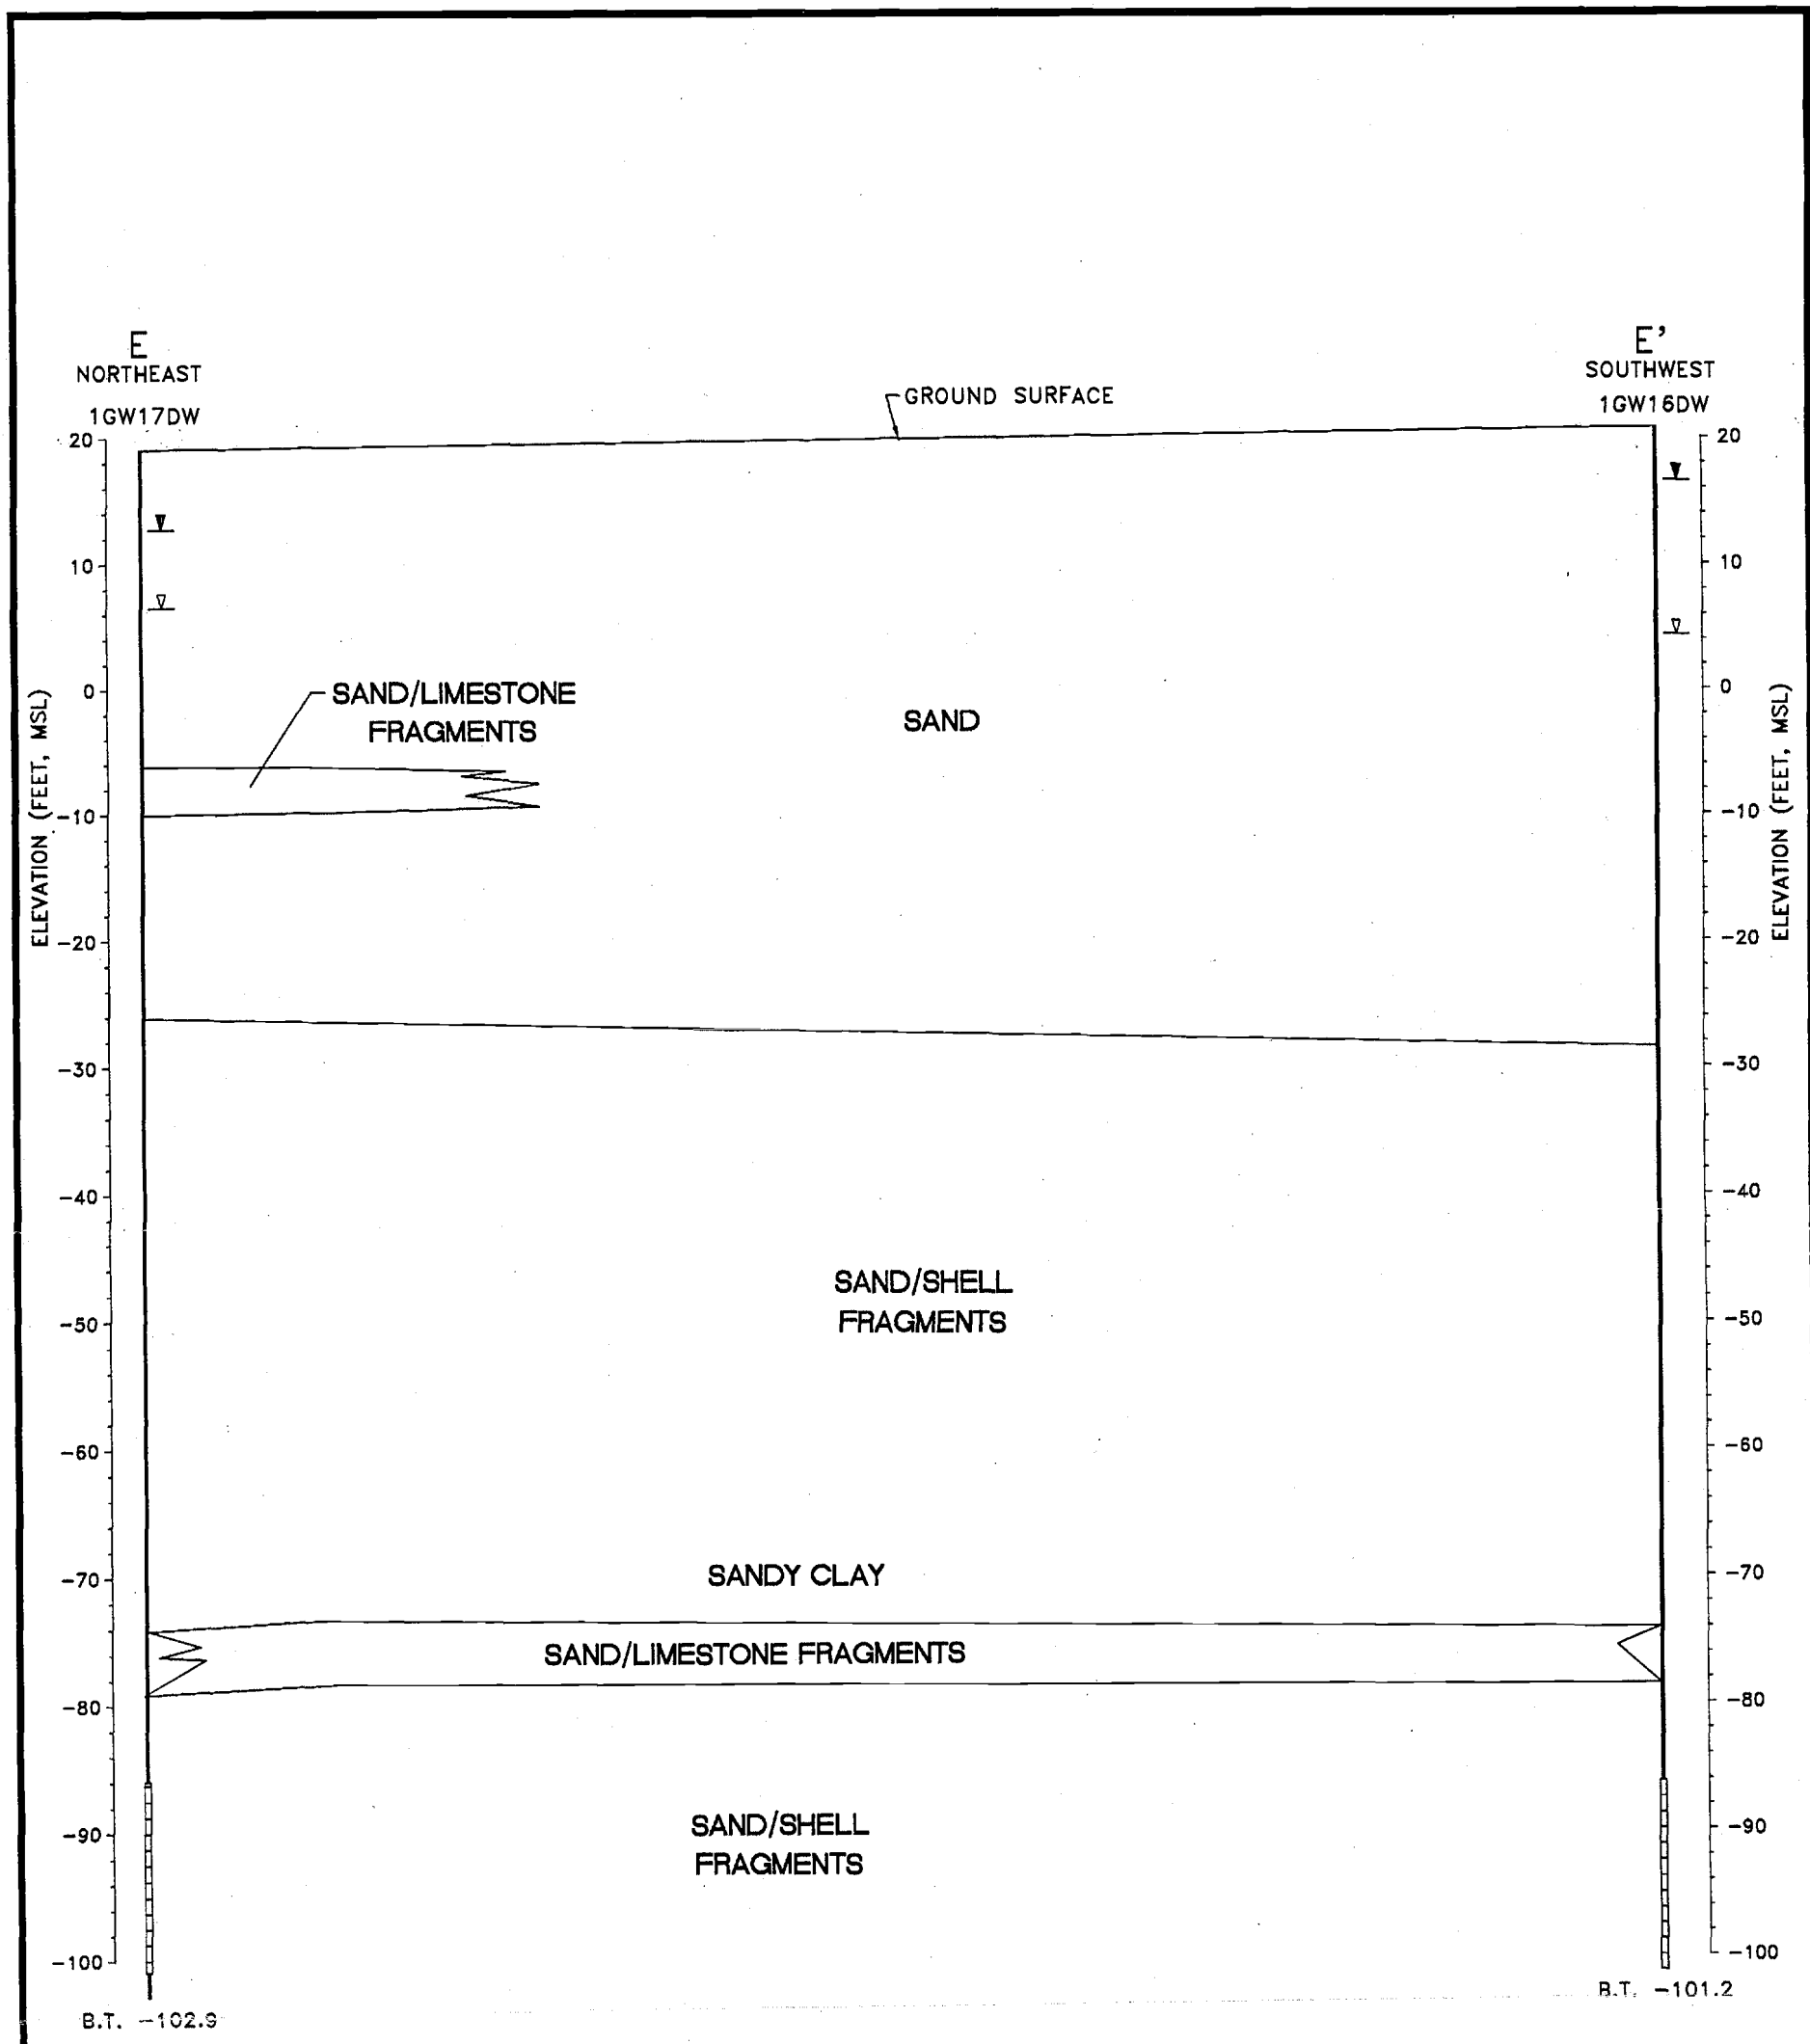 E
NORTHEAST
1GW17DW
E'
SOUTHWEST
1GW16DW
GROUND SURFACE
20
10
0
-10
-20
-30
-40
-50
-60
-70
-80
-90
-100
ELEVATION (FEET, MSL)
SAND/LIMESTONE
FRAGMENTS
SAND
SAND/SHELL
FRAGMENTS
SANDY CLAY
SAND/LIMESTONE FRAGMENTS
SAND/SHELL
FRAGMENTS
20
10
0
-10
-20
-30
-40
-50
-60
-70
-80
-90
-100
ELEVATION (FEET, MSL)
B.T. -102.9
B.T. -101.2